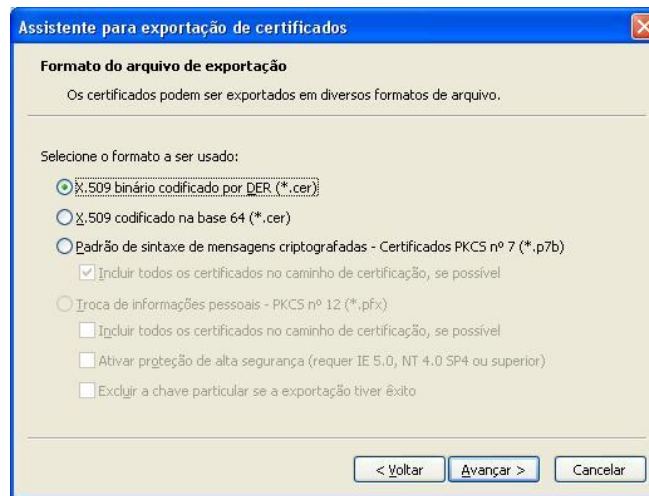 Assistente para exportação de certificados
Formato do arquivo de exportação
Os certificados podem ser exportados em diversos formatos de arquivo.
Selecione o formato a ser usado:
X.509 binário codificado por DER (*.cer)
X.509 codificado na base 64 (*.cer)
Padrão de sintaxe de mensagens criptografadas - Certificados PKCS nº 7 (*.p7b)
Incluir todos os certificados no caminho de certificação, se possível
Troca de informações pessoais - PKCS nº 12 (*.pfx)
Incluir todos os certificados no caminho de certificação, se possível
Ativar proteção de alta segurança (requer IE 5.0, NT 4.0 SP4 ou superior)
Excluir a chave particular se a exportação tiver êxito
< Voltar Avançar > Cancelar